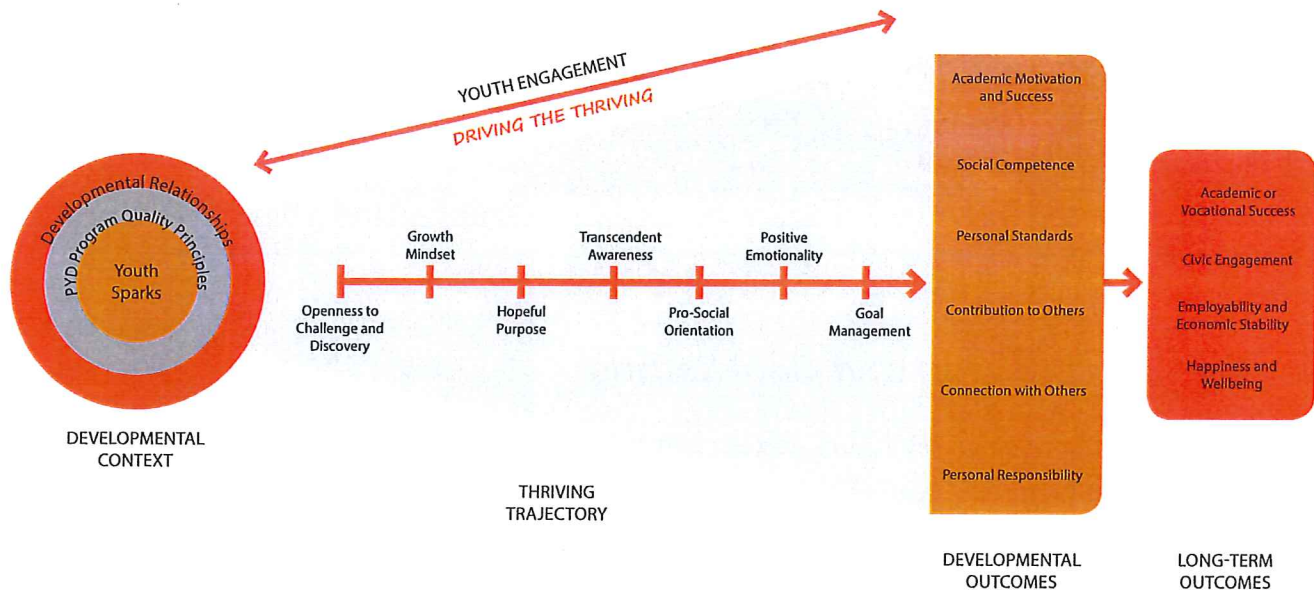 YOUTH ENGAGEMENT
DRIVING THE THRIVING
Developmental Relationships
PYD Program Quality Principles
Youth
Sparks
DEVELOPMENTAL
CONTEXT
Openness to
Challenge and
Discovery
Growth
Mindset
Hopeful
Purpose
Transcendent
Awareness
Pro-Social
Orientation
Positive
Emotionality
Goal
Management
THRIVING
TRAJECTORY
Academic Motivation
and Success
Social Competence
Personal Standards
Contribution to Others
Connection with Others
Personal Responsibility
DEVELOPMENTAL
OUTCOMES
Academic or
Vocational Success
Civic Engagement
Employability and
Economic Stability
Happiness and
Wellbeing
LONG-TERM
OUTCOMES